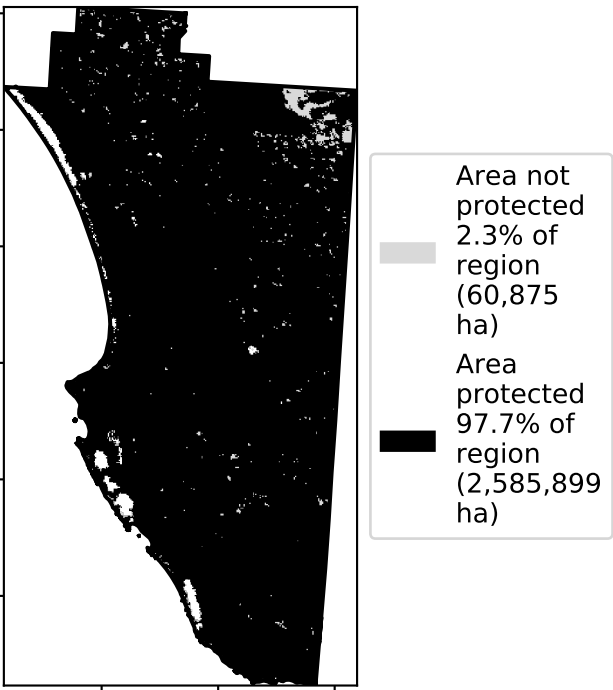 Area not
protected
2.3% of
region
(60,875
ha)
Area
protected
97.7% of
region
(2,585,899
ha)